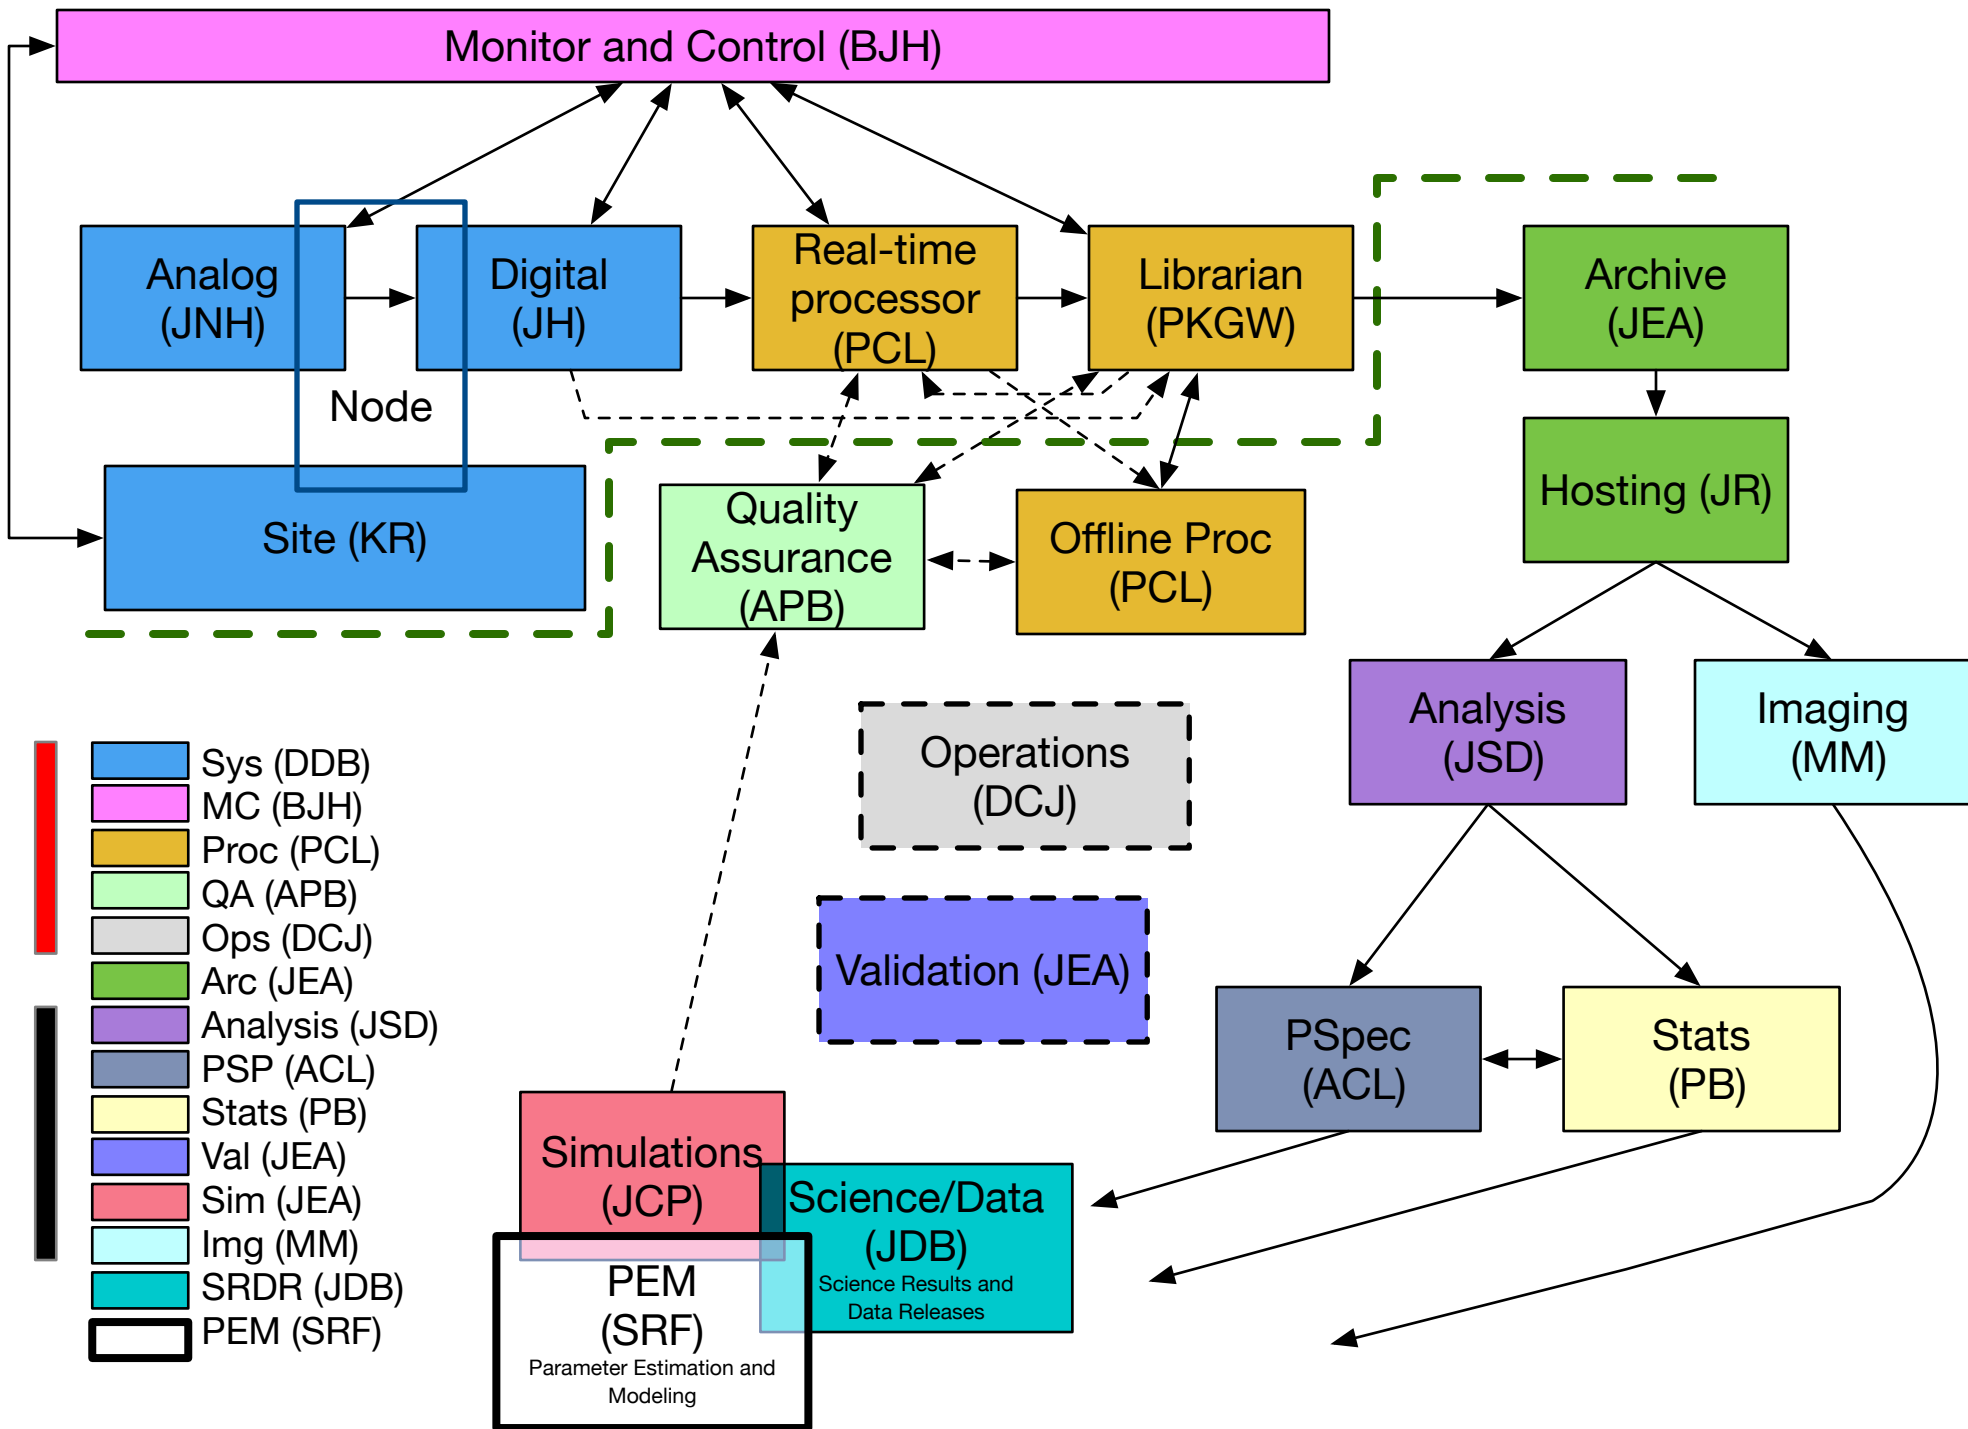 Monitor and Control (BJH)
Analog
(JNH)
Digital
(JH)
Real-time
processor
(PCL)
Librarian
(PKGW)
Archive
(JEA)
Node
Site (KR)
Quality
Assurance
(APB)
Offline Proc
(PCL)
Hosting (JR)
Analysis
(JSD)
Imaging
(MM)
Operations
(DCJ)
Validation (JEA)
PSpec
(ACL)
Stats
(PB)
Simulations
(JCP)
Science/Data
(JDB)
Science Results and
Data Releases
PEM
(SRF)
Parameter Estimation and
Modeling
Sys (DDB)
MC (BJH)
Proc (PCL)
QA (APB)
Ops (DCJ)
Arc (JEA)
Analysis (JSD)
PSP (ACL)
Stats (PB)
Val (JEA)
Sim (JEA)
Img (MM)
SRDR (JDB)
PEM (SRF)